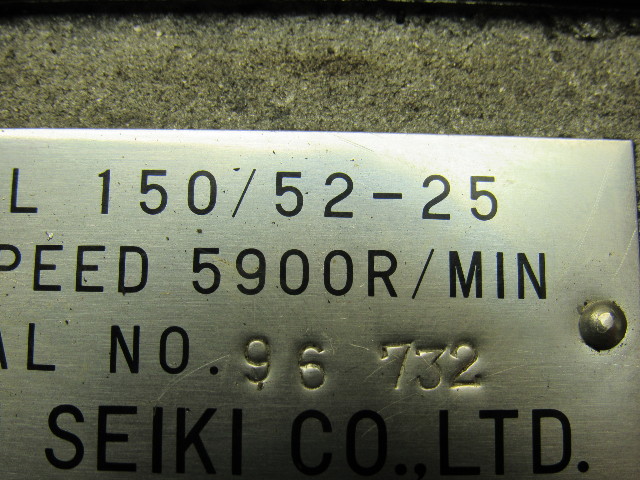 L 150/52-25
PEED 5900R/MIN
AL NO. 96 732
SEIKI CO.,LTD.